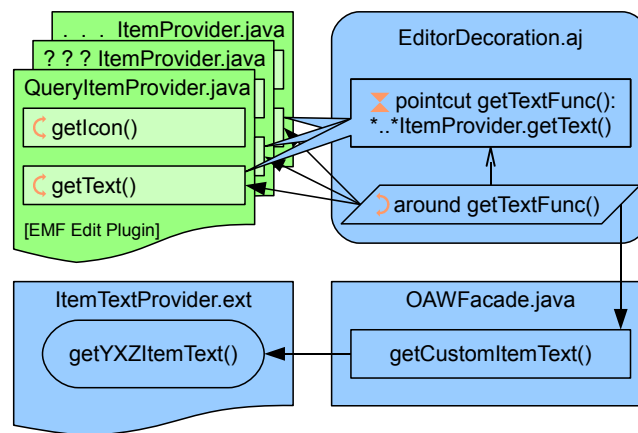 . . . ItemProvider.java
? ? ? ItemProvider.java
QueryItemProvider.java
getIcon()
getText()
[EMF Edit Plugin]
EditorDecoration.aj
pointcut getTextFunc():
*..*ItemProvider.getText()
around getTextFunc()
ItemTextProvider.ext
getYXZItemText()
OAWFacade.java
getCustomItemText()